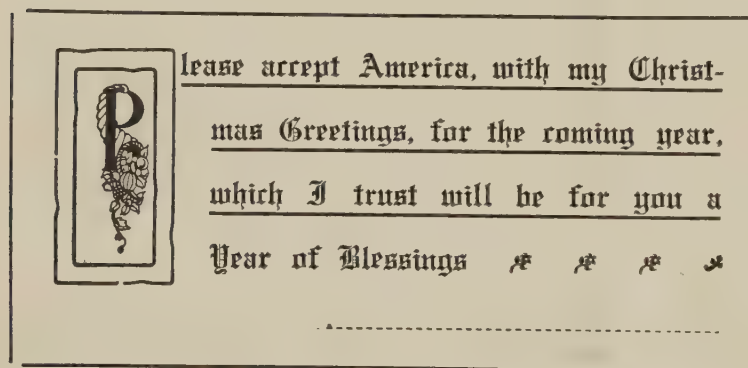 Please accept America, with my Christ-
mas Greetings, for the coming year,
which I trust will be for you a
Year of Blessings